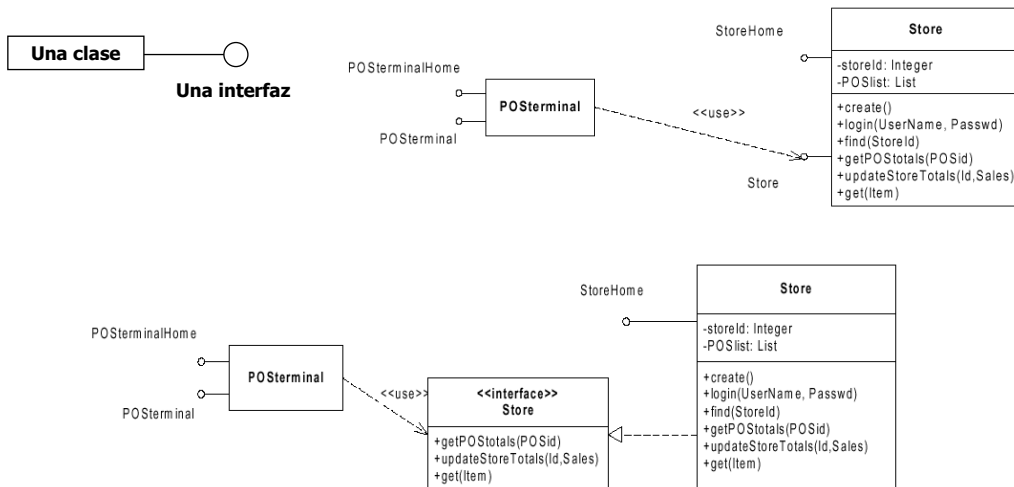 Una clase
Una interfaz
POSterminalHome
POSterminal
POSterminal
<<use>>
StoreHome
Store
Store
-storeId: Integer
-POSlist: List
+create()
+login(UserName, Passwd)
+find(StoreId)
+getPOStotals(POSid)
+updateStoreTotals(Id,Sales)
+get(Item)
POSterminalHome
POSterminal
POSterminal
<<use>>
<<interface>>
Store
+getPOStotals(POSid)
+updateStoreTotals(Id,Sales)
+get(Item)
StoreHome
Store
-storeId: Integer
-POSlist: List
+create()
+login(UserName, Passwd)
+find(StoreId)
+getPOStotals(POSid)
+updateStoreTotals(Id,Sales)
+get(Item)